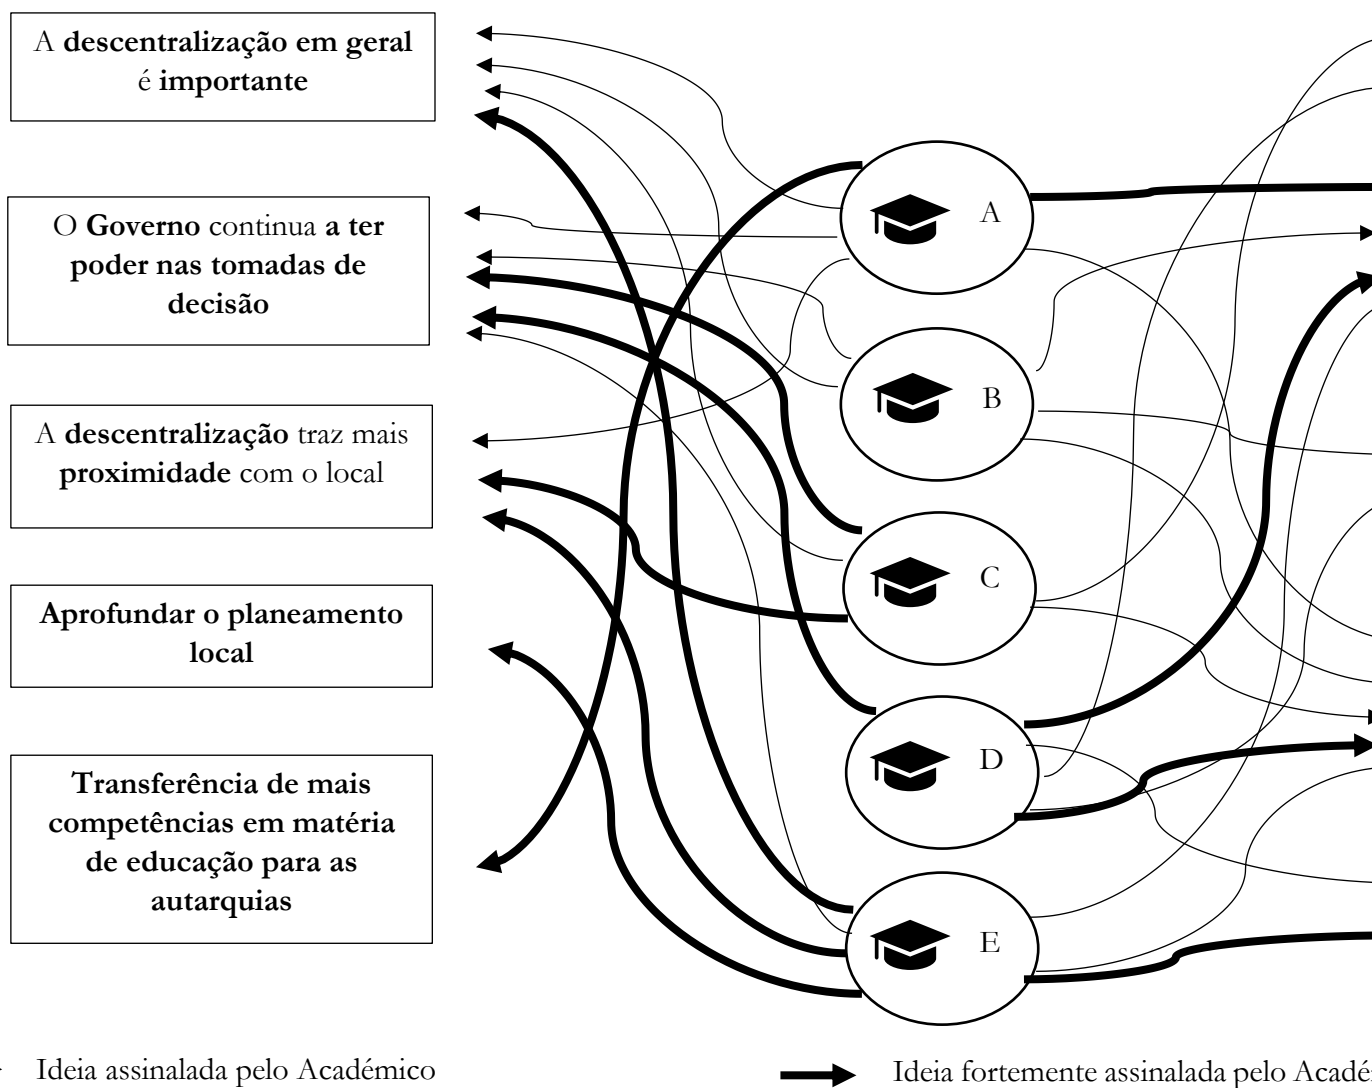 A descentralização em geral
é importante
O Governo continua a ter
poder nas tomadas de
decisão
A descentralização traz mais
proximidade com o local
Aprofundar o planeamento
local
Transferência de mais
competências em matéria
de educação para as
autarquias
A
B
C
D
E
Ideia assinalada pelo Académico
Ideia fortemente assinalada pelo